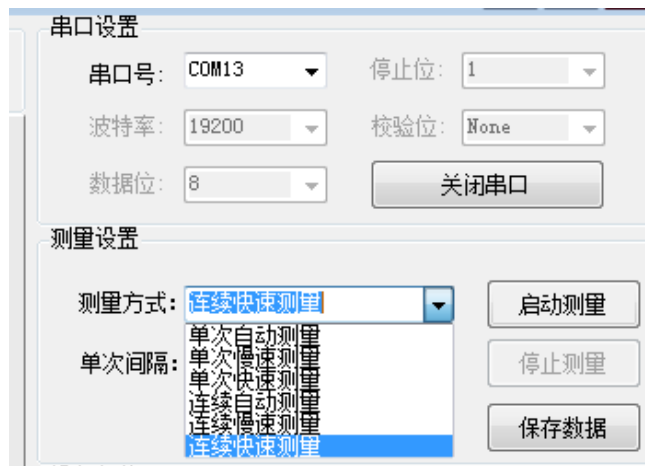 串口设置
串口号: COM13 停止位: 1
波特率: 19200 校验位: None
数据位: 8 关闭串口
测量设置
测量方式: 连续快速测量 启动测量
单次自动测量
单次慢速测量
单次间隔: 单次快速测量 停止测量
连续自动测量
连续慢速测量 保存数据
连续快速测量